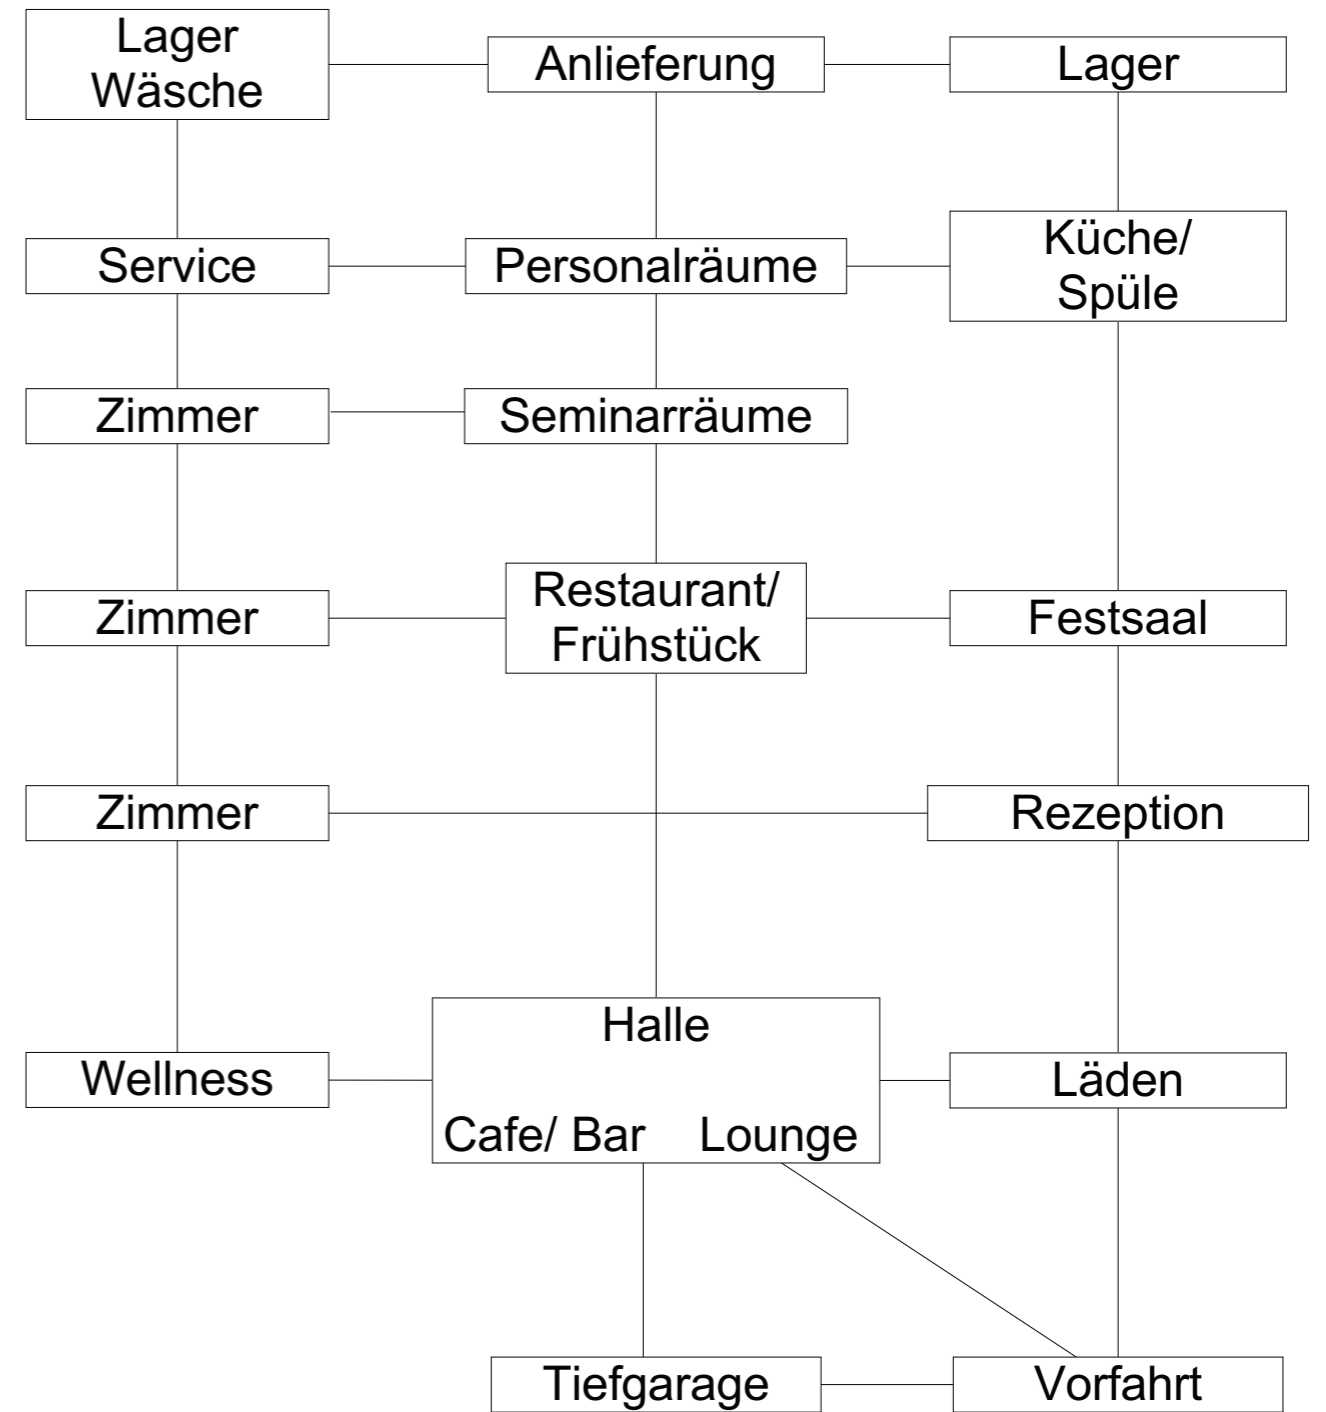 Lager
Wäsche
Anlieferung
Lager
Service
Personalräume
Küche/
Spüle
Zimmer
Seminarräume
Zimmer
Restaurant/
Frühstück
Festsaal
Zimmer
Rezeption
Halle
Cafe/ Bar Lounge
Wellness
Läden
Tiefgarage
Vorfahrt